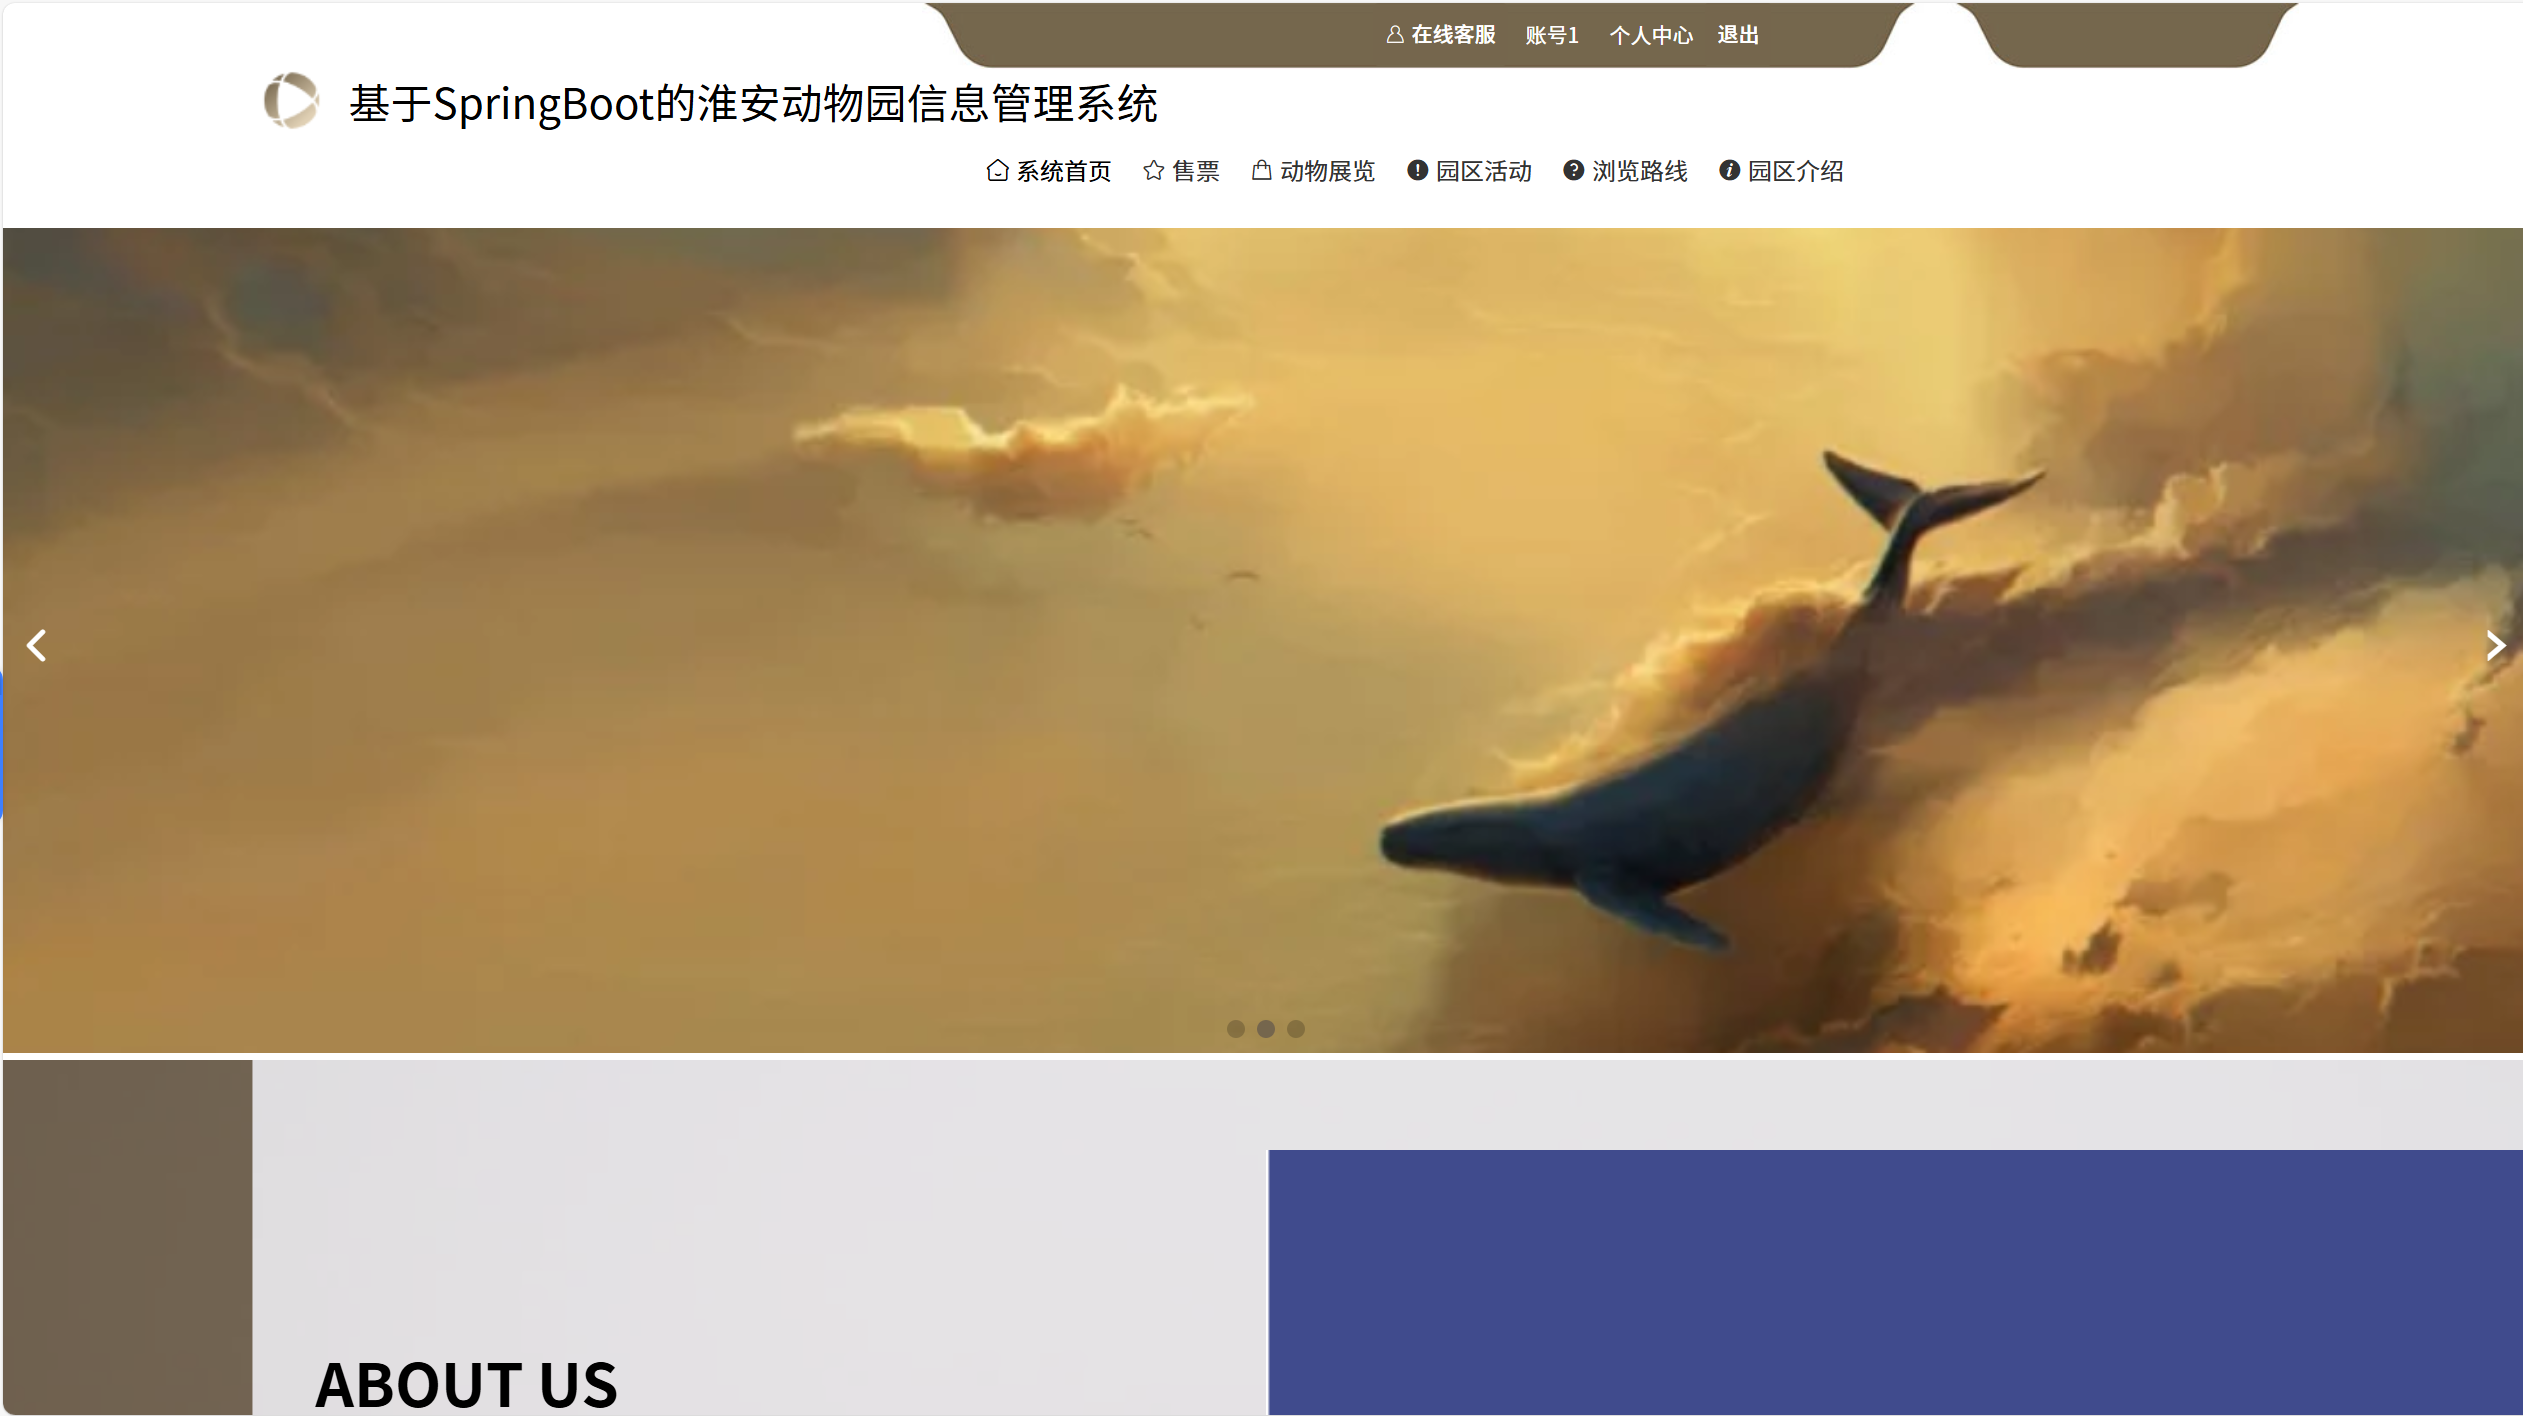 在线客服 账号1 个人中心 退出
基于SpringBoot的淮安动物园信息管理系统
系统首页 售票 动物展览 园区活动 浏览路线 园区介绍
ABOUT US